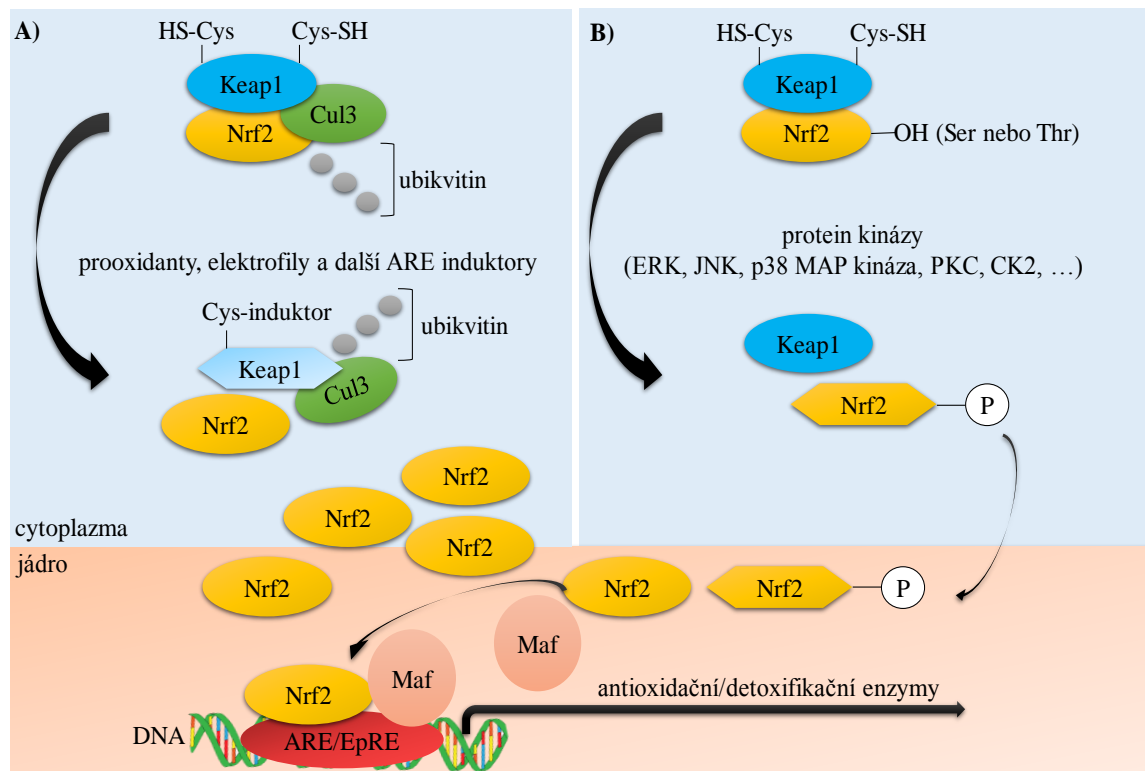 A)
HS-Cys
Cys-SH
Keap1
Cul3
Nrf2
ubikvitin
prooxidanty, elektrofily a další ARE induktory
Cys-induktor
ubikvitin
Keap1
Cul3
Nrf2
Nrf2
Nrf2
Nrf2
B)
HS-Cys
Cys-SH
Keap1
Nrf2
OH (Ser nebo Thr)
protein kinázy
(ERK, JNK, p38 MAP kináza, PKC, CK2, …)
Keap1
Nrf2
P
cytoplazma
jádro
Nrf2
Nrf2
Nrf2
P
Maf
Maf
Nrf2
antioxidační/detoxifikační enzymy
DNA
ARE/EpRE